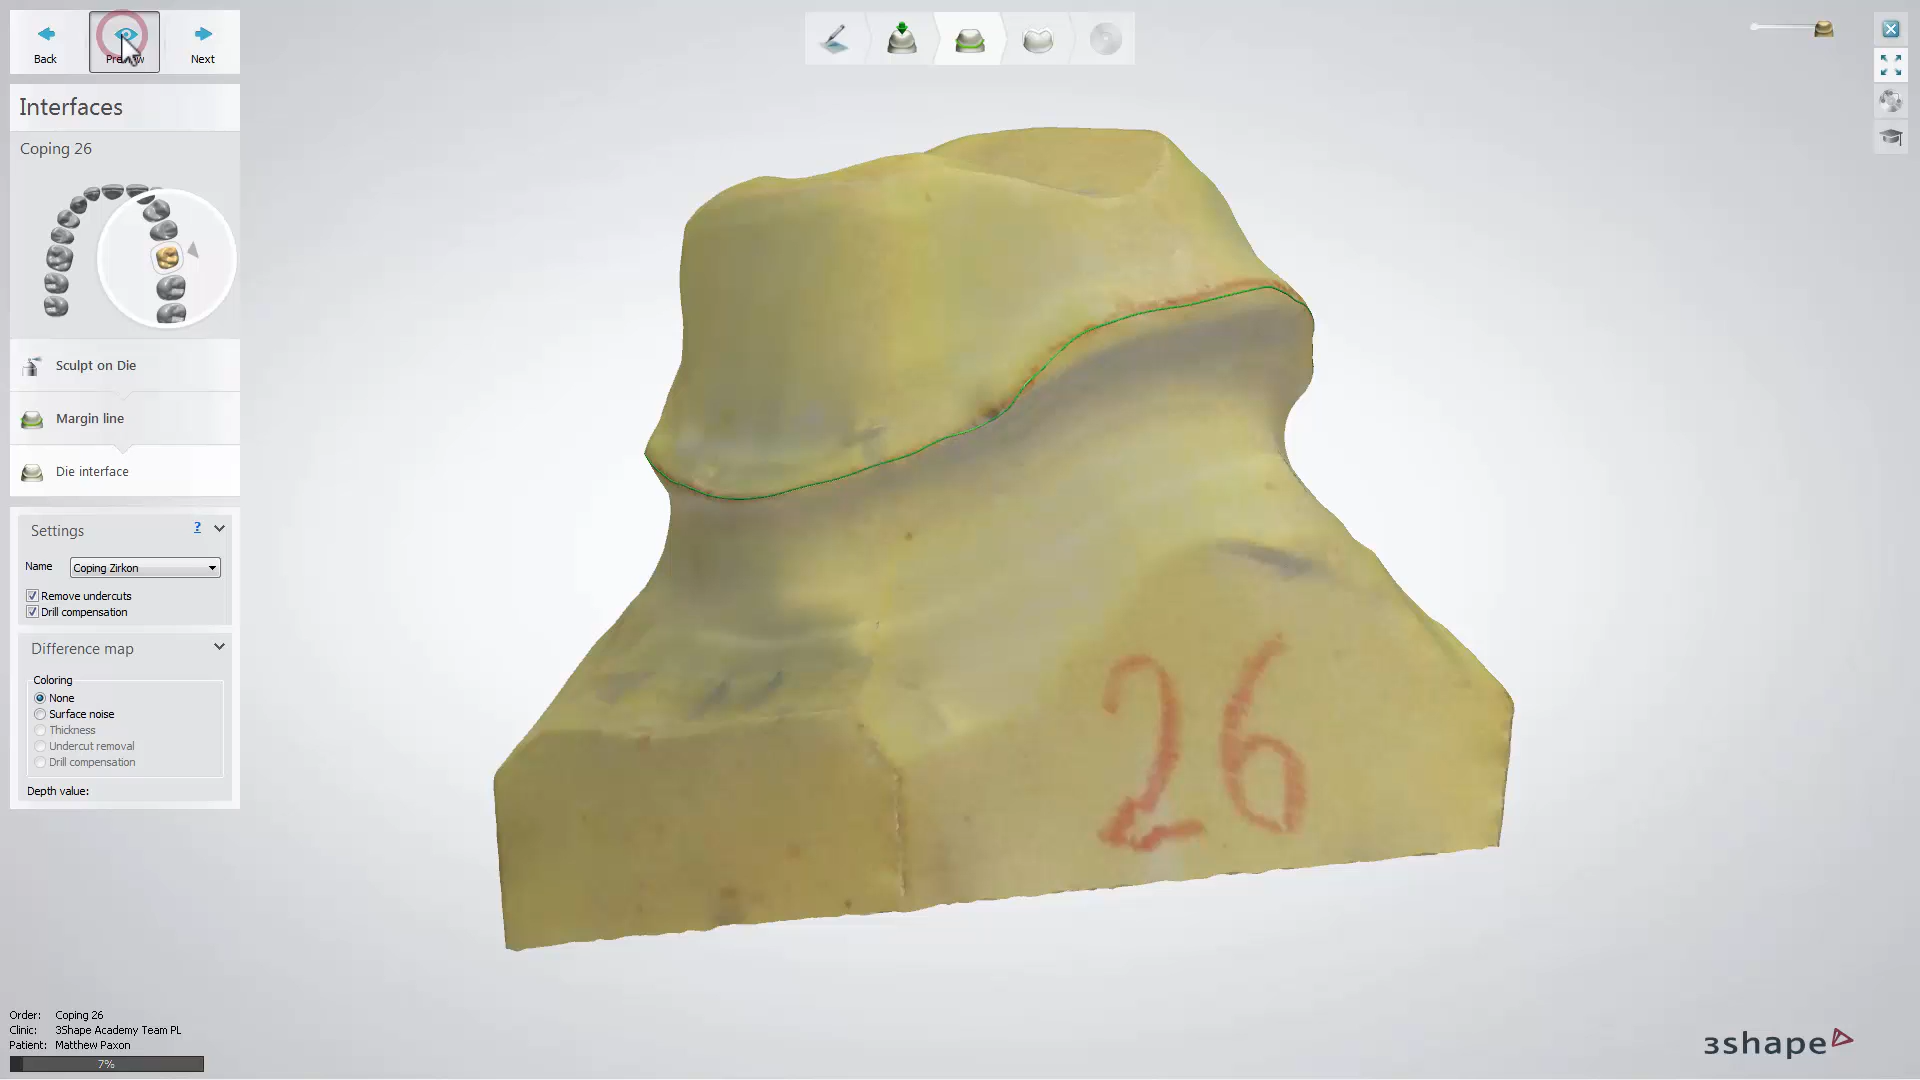 Back
Preview
Next
Interfaces
Coping 26
Sculpt on Die
Margin line
Die interface
Settings ?
Name Coping Zirkon
Remove undercuts
Drill compensation
Difference map
Coloring
None
Surface noise
Thickness
Undercut removal
Drill compensation
Depth value:
26
Order: Coping 26
Clinic: 3Shape Academy Team PL
Patient: Matthew Paxon
7%
3shape